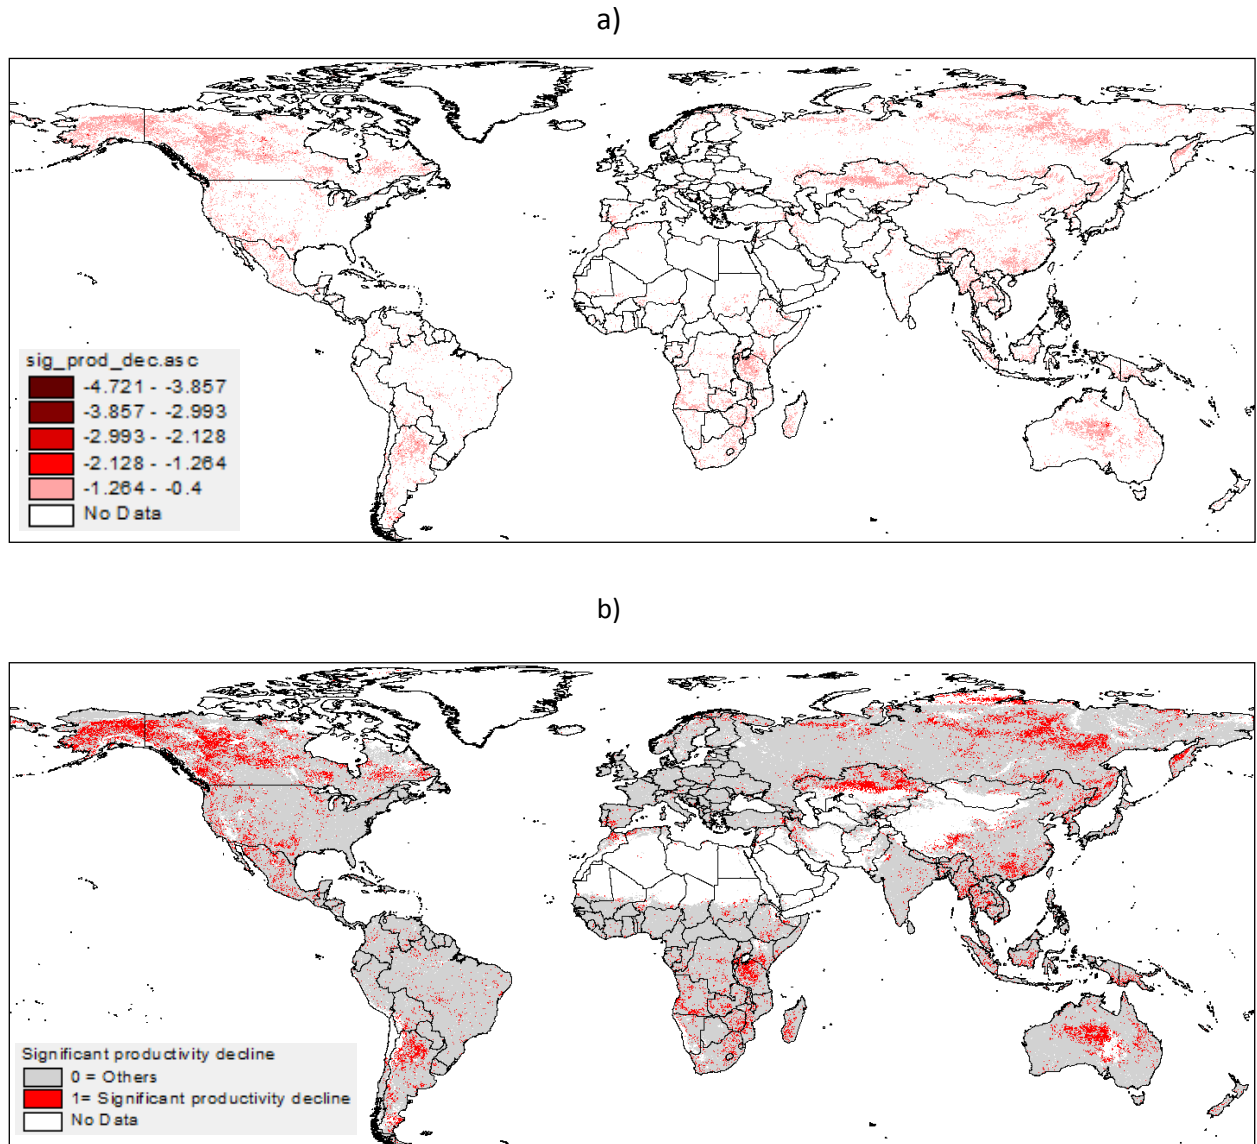 a)
sig_prod_dec.asc
-4.721 - -3.857
-3.857 - -2.993
-2.993 - -2.128
-2.128 - -1.264
-1.264 - -0.4
No Data
b)
Significant productivity decline
0 = Others
1= Significant productivity decline
No Data